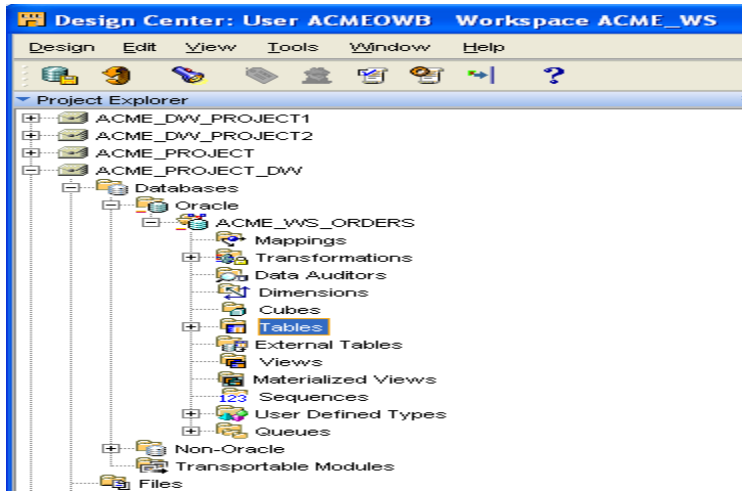 Design Center: User ACMEOWB Workspace ACME_WS
Design Edit View Tools Window Help
?
Project Explorer
ACME_DW_PROJECT1
ACME_DW_PROJECT2
ACME_PROJECT
ACME_PROJECT_DW
Databases
Oracle
ACME_WS_ORDERS
Mappings
Transformations
Data Auditors
Dimensions
Cubes
Tables
External Tables
Views
Materialized Views
123 Sequences
User Defined Types
Queues
Non-Oracle
Transportable Modules
Files